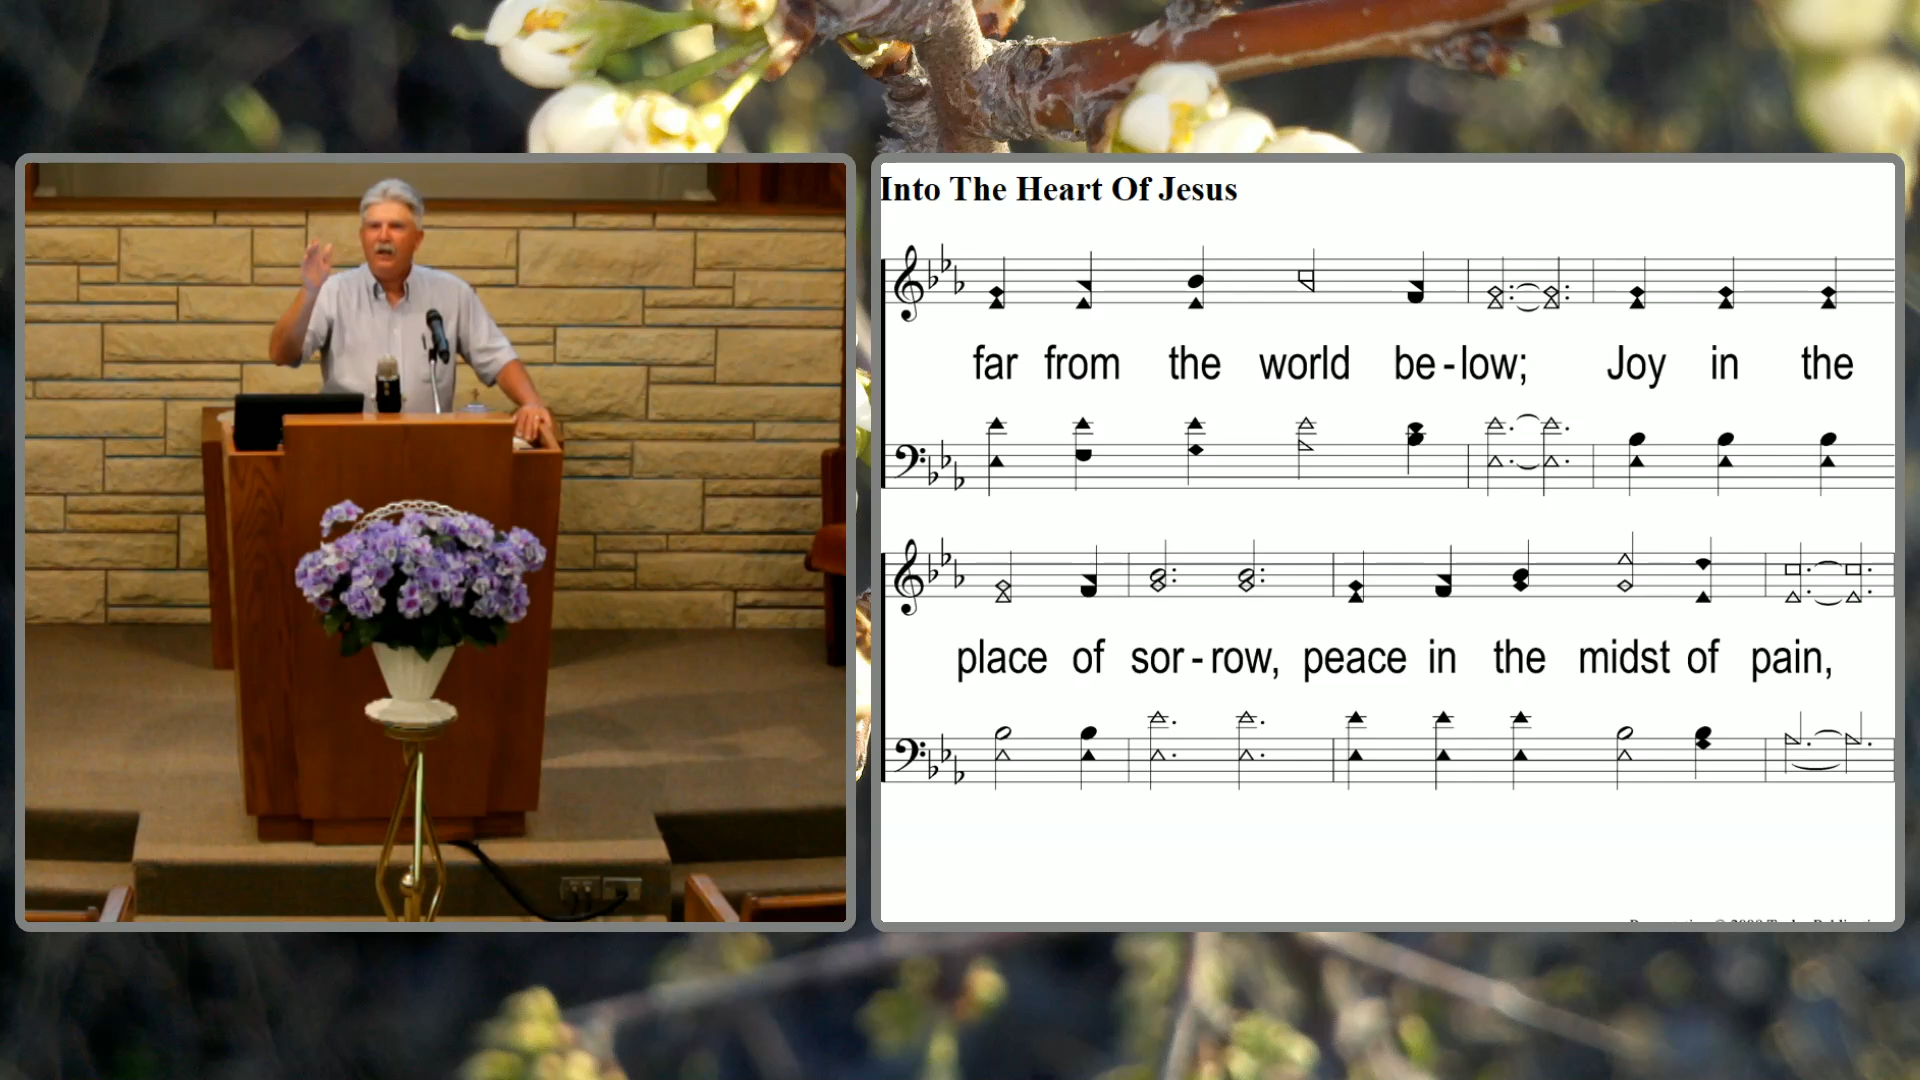 Into The Heart Of Jesus
far from the world be-low; Joy in the
place of sor-row, peace in the midst of pain,